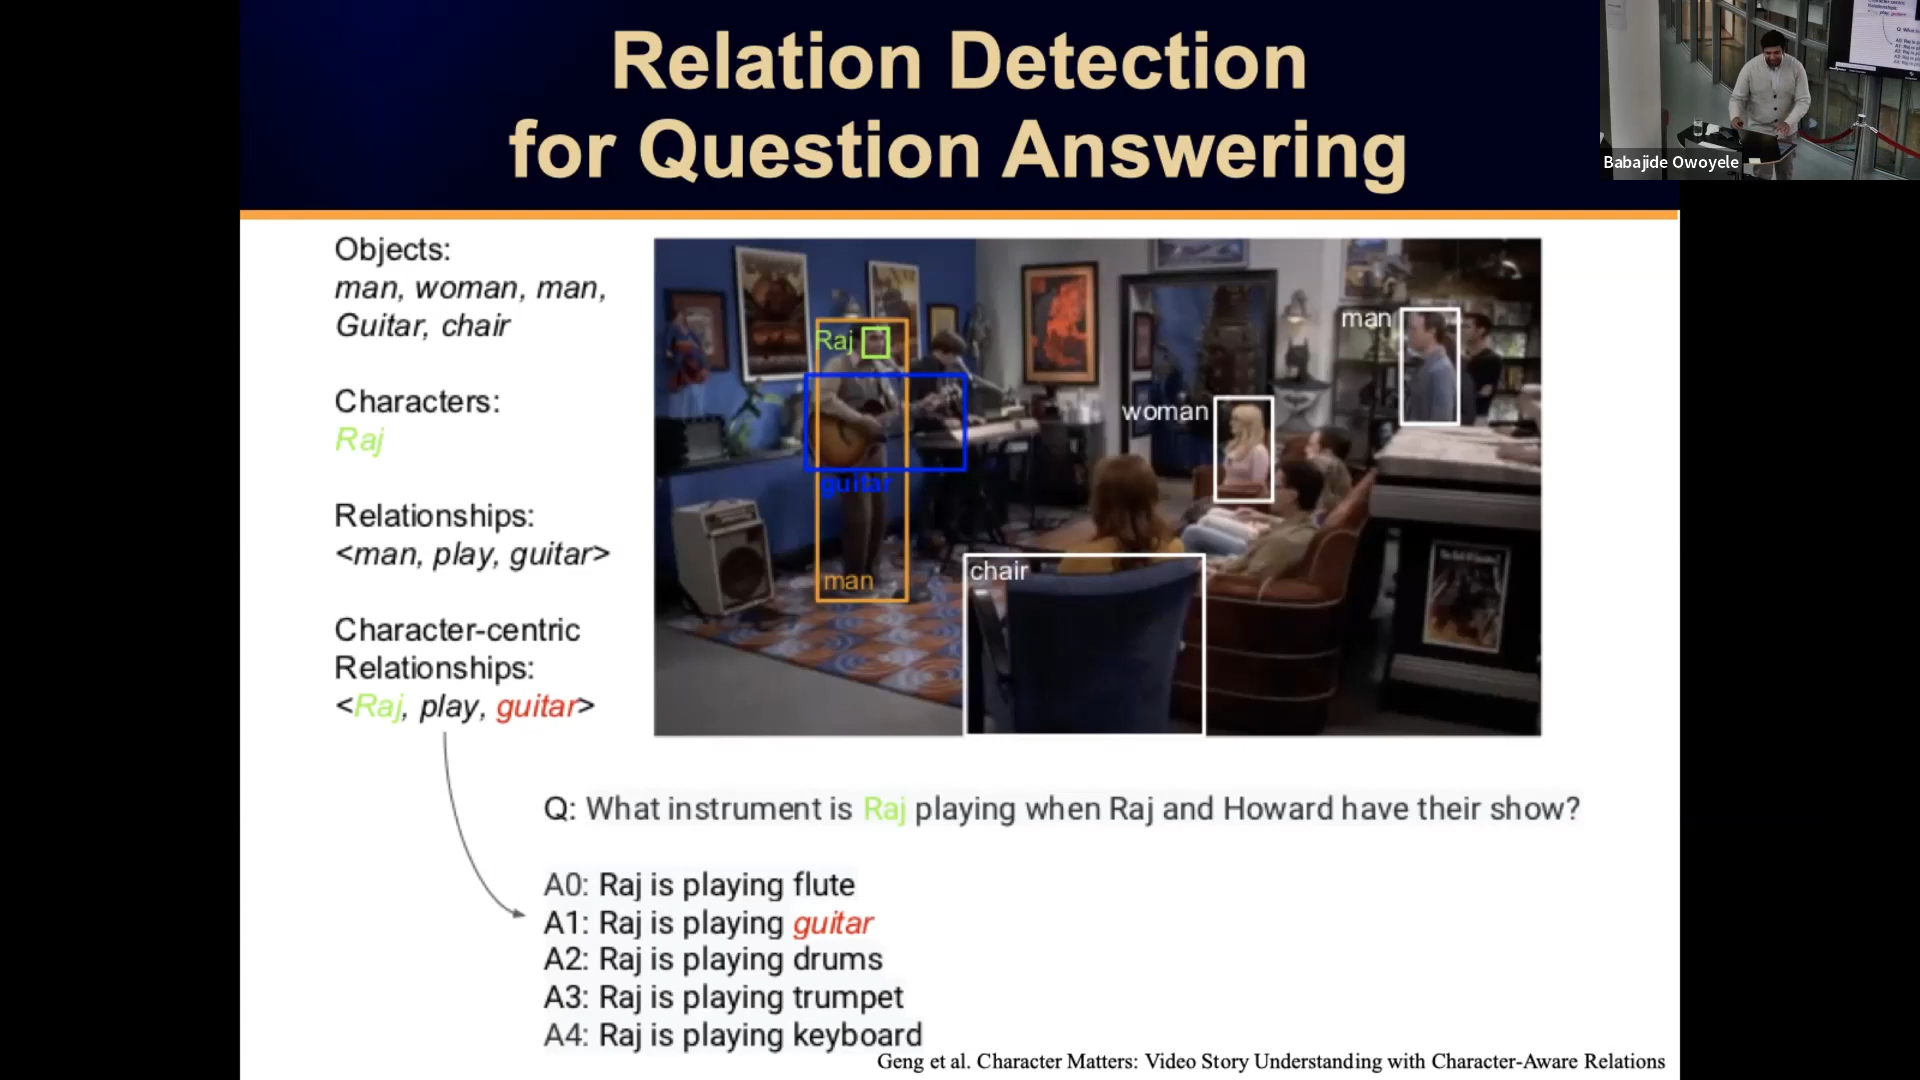 Relation Detection
for Question Answering
Babajide Owoyele
Objects:
man, woman, man,
Guitar, chair
Characters:
Raj
Relationships:
<man, play, guitar>
Character-centric
Relationships:
<Raj, play, guitar>
Raj
guitar
man
chair
woman
man
Q: What instrument is Raj playing when Raj and Howard have their show?
A0: Raj is playing flute
A1: Raj is playing guitar
A2: Raj is playing drums
A3: Raj is playing trumpet
A4: Raj is playing keyboard
Geng et al. Character Matters: Video Story Understanding with Character-Aware Relations